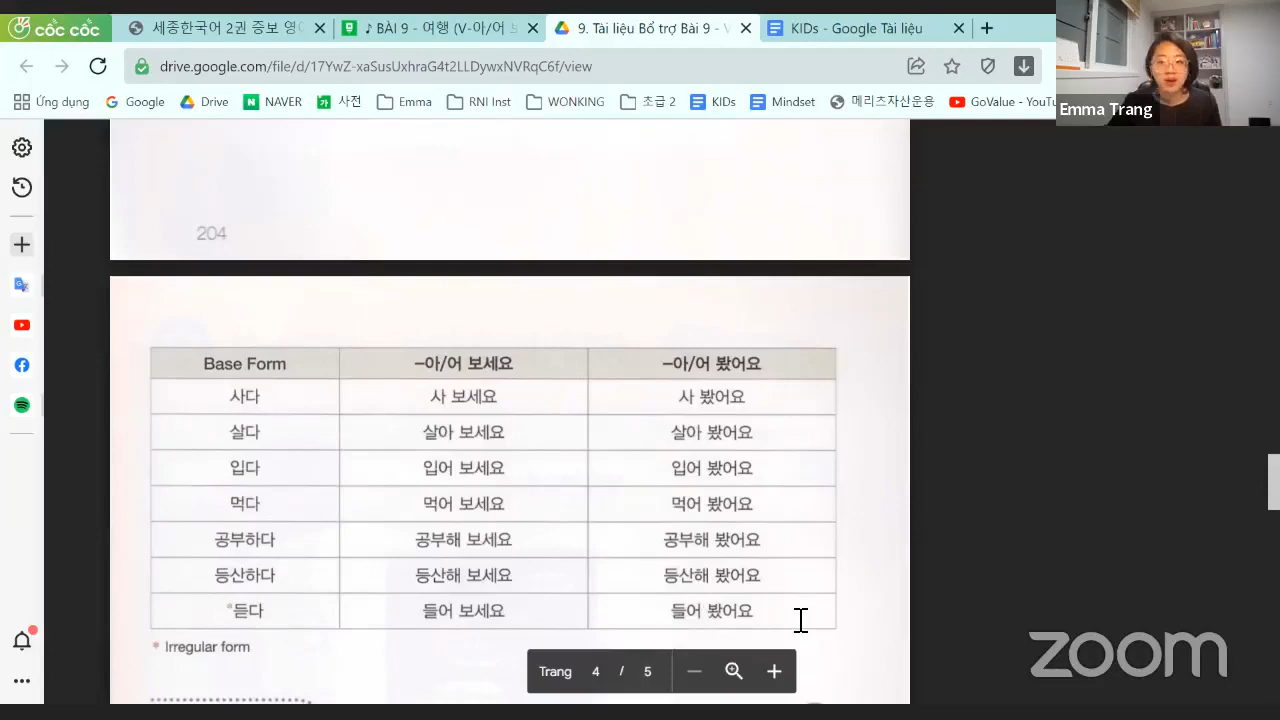 cốc cốc
세종한국어 2권 증보 영어
♪ BÀI 9 - 여행 (V-아/어 보
9. Tài liệu Bổ trợ Bài 9 - V
KIDs - Google Tài liệu
drive.google.com/file/d/17YwZ-xaSusUxhraG4t2LLDywxNVRqC6f/view
Ứng dụng Google Drive NAVER 사전 Emma RNI Inst WONKING 초급 2 KIDs Mindset 메리츠자산운용 GoValue - YouTu
Emma Trang
204
Base Form –아/어 보세요 –아/어 봤어요
사다 사 보세요 사 봤어요
살다 살아 보세요 살아 봤어요
입다 입어 보세요 입어 봤어요
먹다 먹어 보세요 먹어 봤어요
공부하다 공부해 보세요 공부해 봤어요
등산하다 등산해 보세요 등산해 봤어요
*듣다 들어 보세요 들어 봤어요
* Irregular form
Trang 4 / 5
zoom